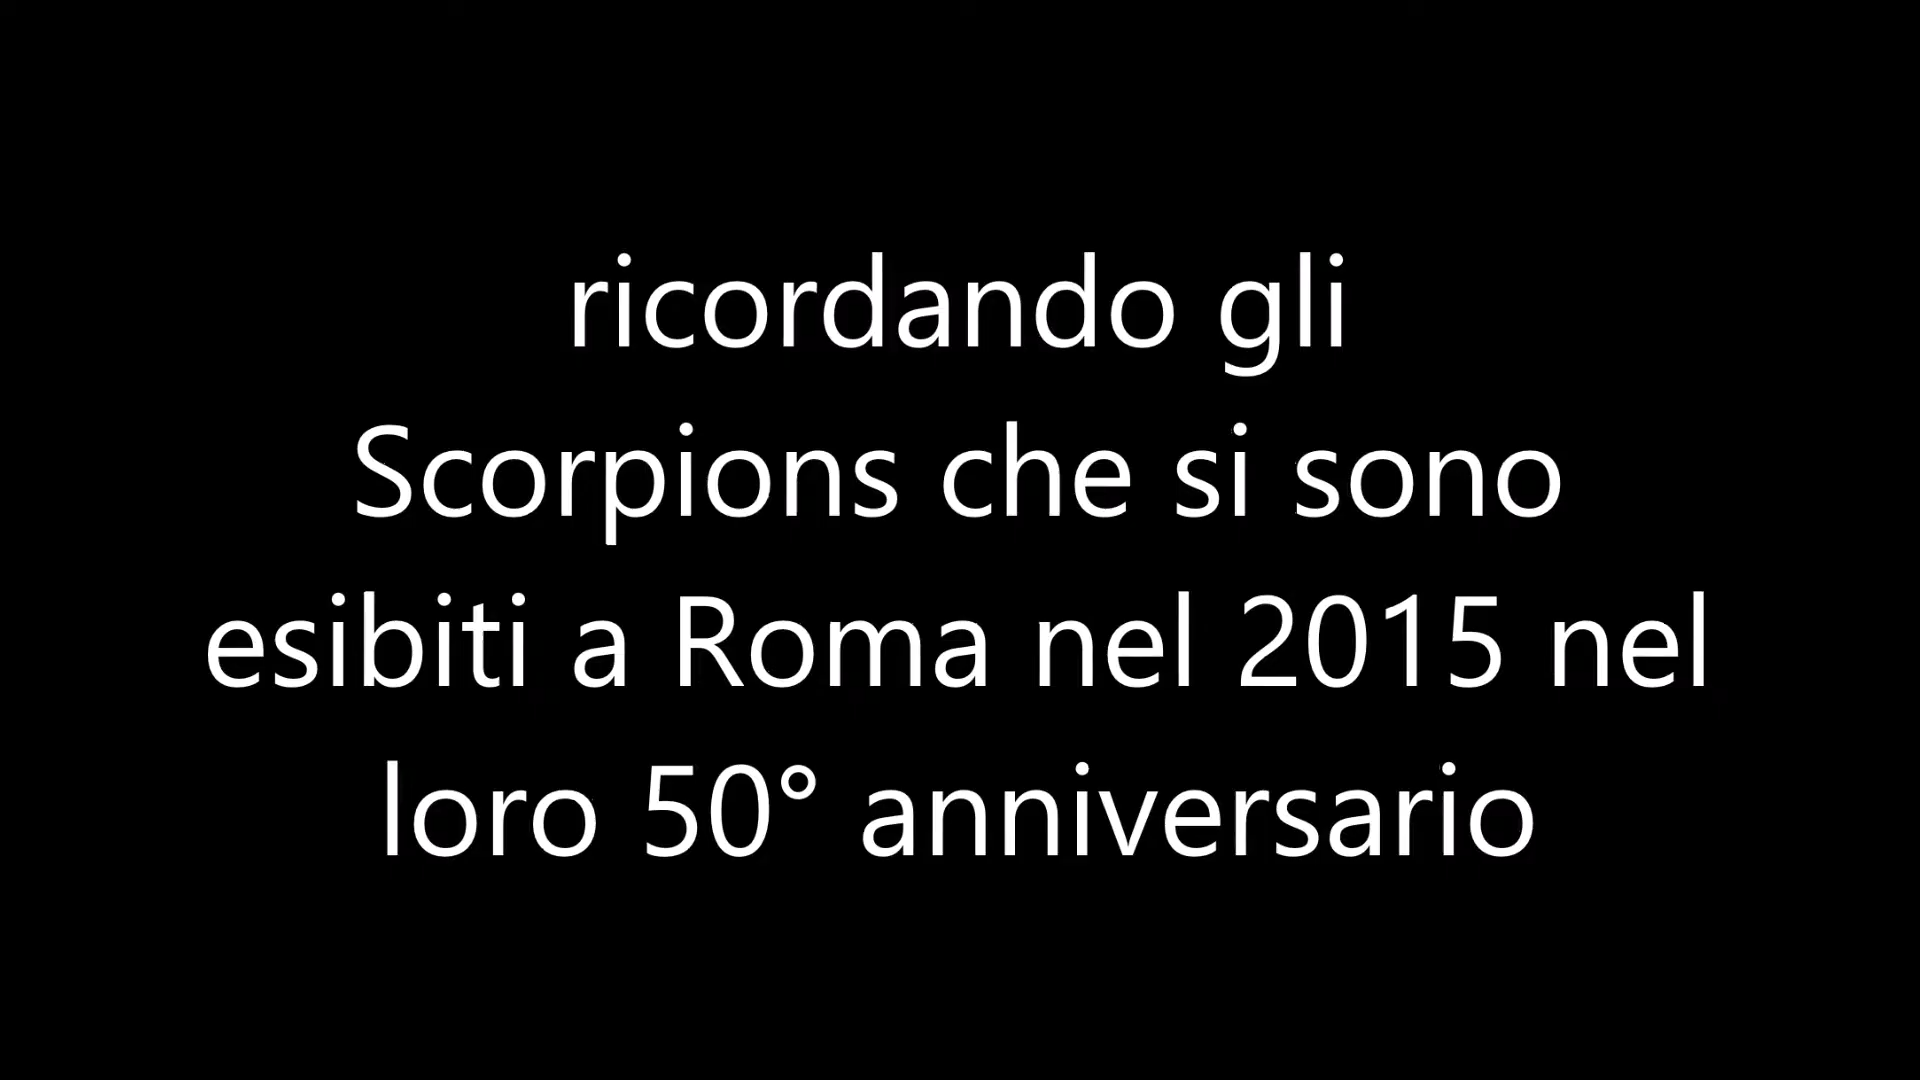 ricordando gli
Scorpions che si sono
esibiti a Roma nel 2015 nel
loro 50° anniversario